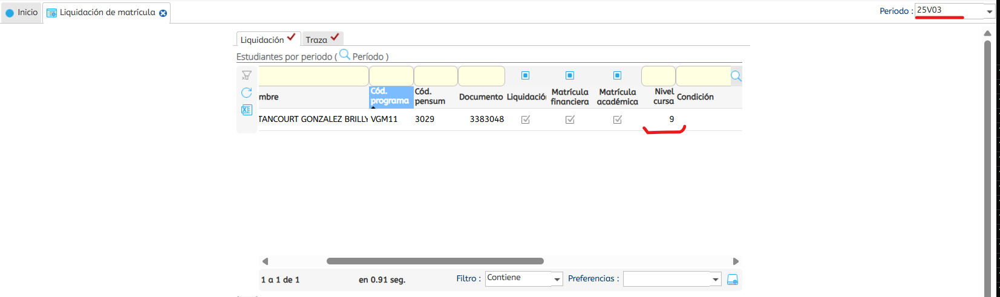 Inicio Liquidación de matrícula Periodo : 25V03
Liquidación Traza
Estudiantes por periodo ( Período )
mbre Cód. programa Cód. pensum Documento Liquidació Matrícula financiera Matrícula académica Nivel cursa Condición
TANCOURT GONZALEZ BRILLY VGM11 3029 3383048 9
1 a 1 de 1 en 0.91 seg. Filtro : Contiene Preferencias :